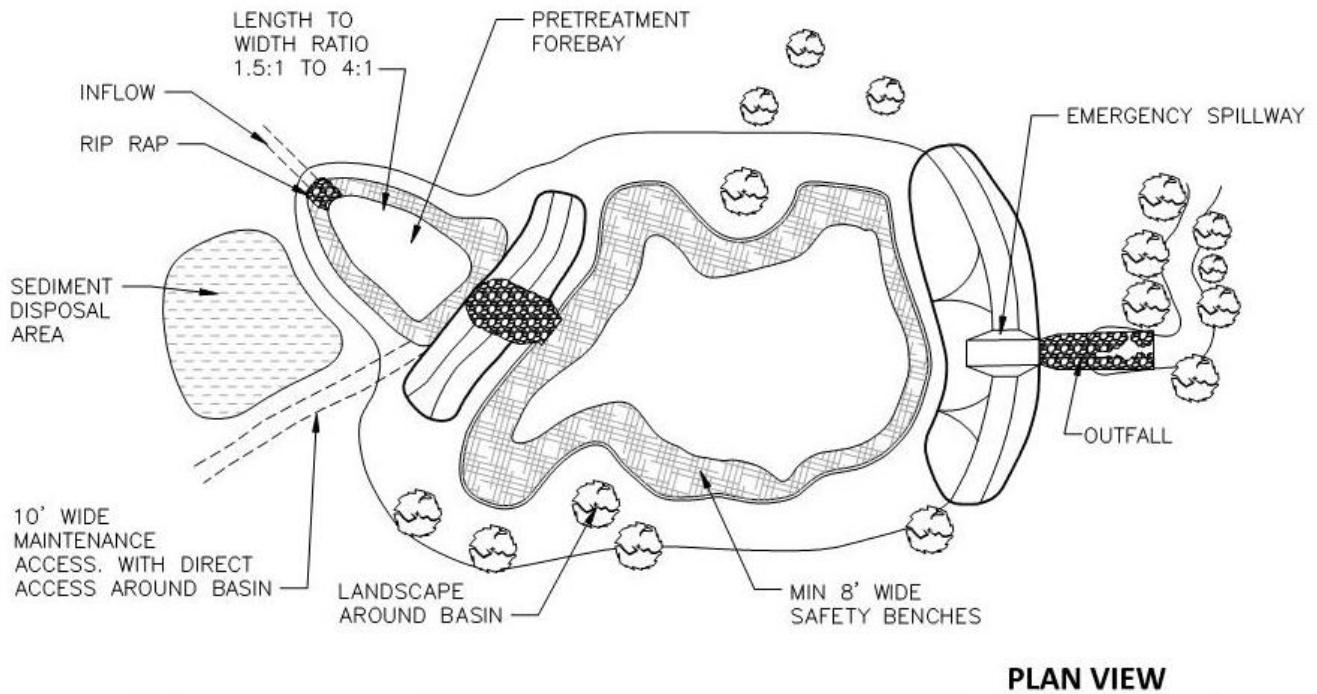 LENGTH TO
WIDTH RATIO
1.5:1 TO 4:1
PRETREATMENT
FOREBAY
INFLOW
RIP RAP
EMERGENCY SPILLWAY
SEDIMENT
DISPOSAL
AREA
OUTFALL
10' WIDE
MAINTENANCE
ACCESS. WITH DIRECT
ACCESS AROUND BASIN
LANDSCAPE
AROUND BASIN
MIN 8' WIDE
SAFETY BENCHES
PLAN VIEW